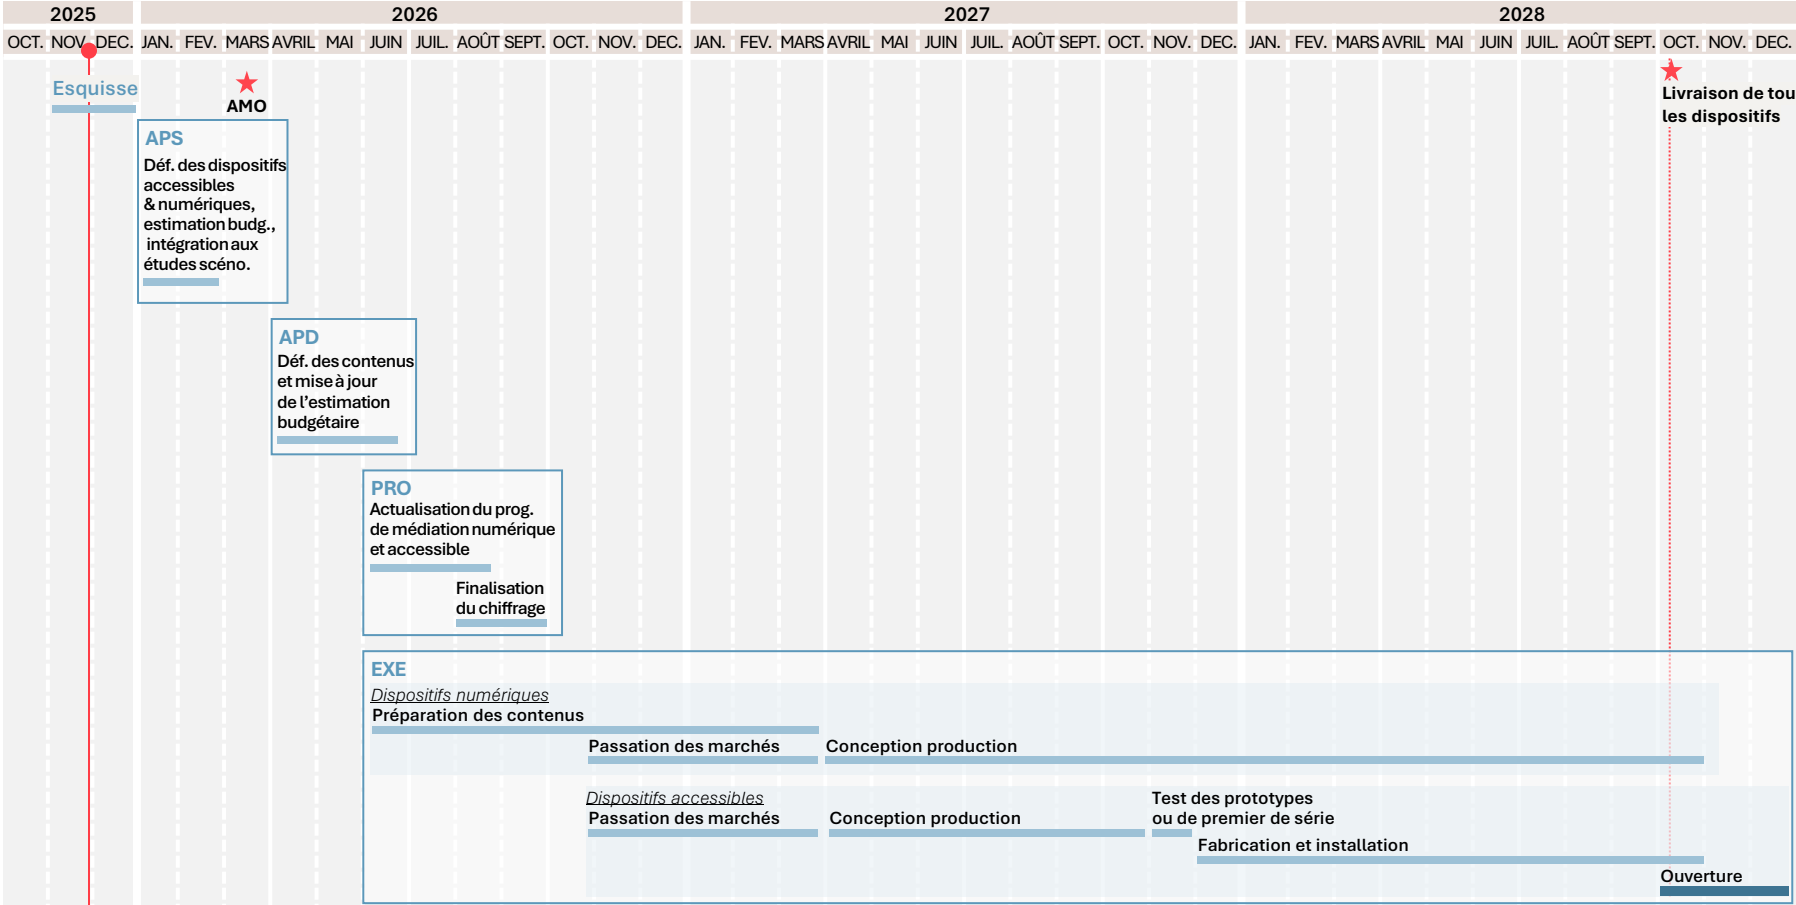 2025 2026 2027 2028
OCT. NOV. DEC. JAN. FEV. MARS AVRIL MAI JUIN JUIL. AOÛT SEPT. OCT. NOV. DEC. JAN. FEV. MARS AVRIL MAI JUIN JUIL. AOÛT SEPT. OCT. NOV. DEC. JAN. FEV. MARS AVRIL MAI JUIN JUIL. AOÛT SEPT. OCT. NOV. DEC.
Esquisse
AMO
Livraison de tou
les dispositifs
APS
Déf. des dispositifs
accessibles
& numériques,
estimation budg.,
intégration aux
études scéno.
APD
Déf. des contenus
et mise à jour
de l’estimation
budgétaire
PRO
Actualisation du prog.
de médiation numérique
et accessible
Finalisation
du chiffrage
EXE
Dispositifs numériques
Préparation des contenus
Passation des marchés
Conception production
Dispositifs accessibles
Passation des marchés
Conception production
Test des prototypes
ou de premier de série
Fabrication et installation
Ouverture